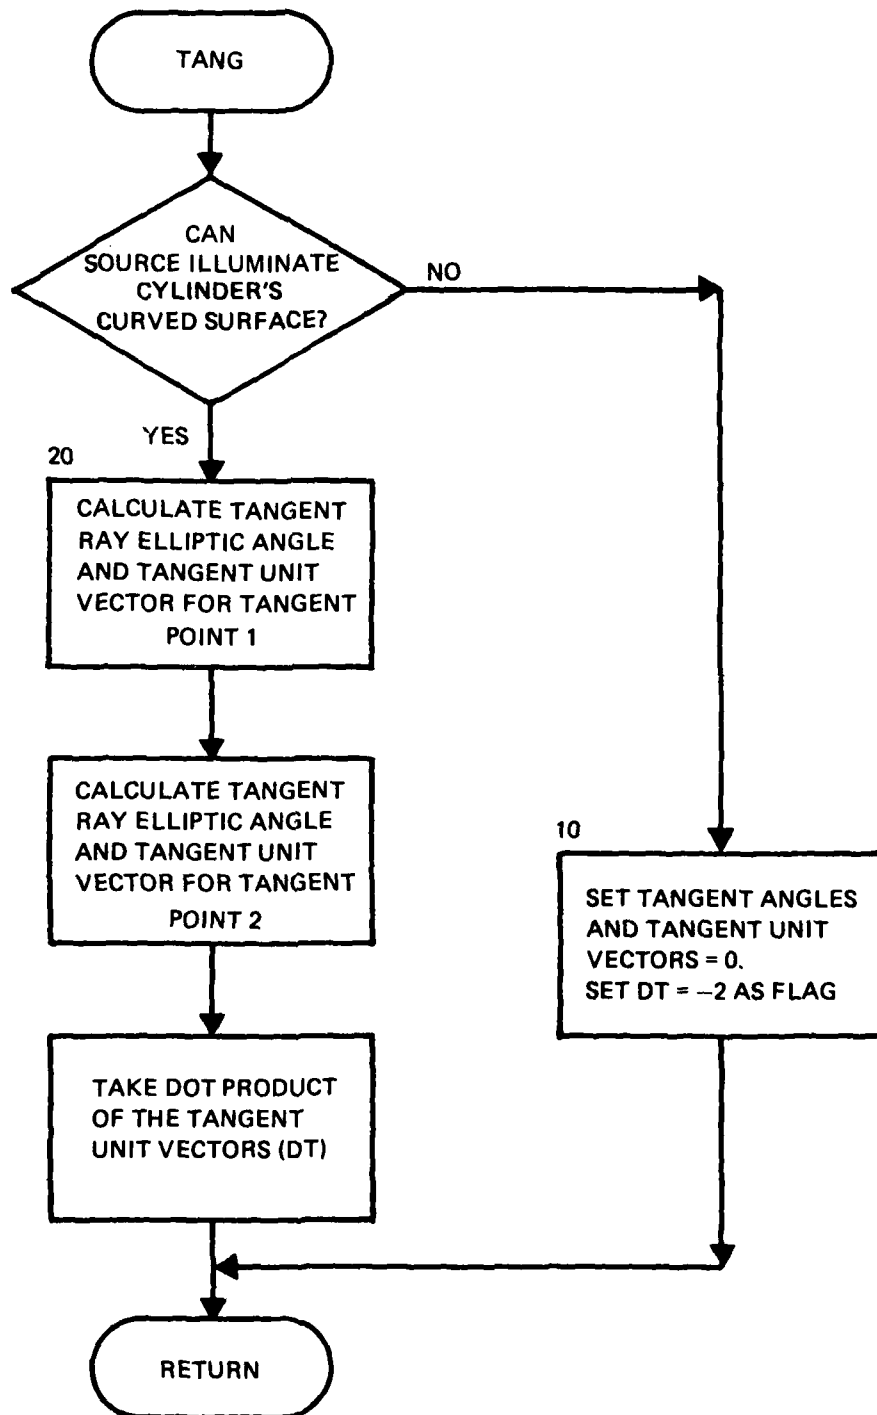 TANG
CAN
SOURCE ILLUMINATE
CYLINDER'S
CURVED SURFACE?
NO
YES
20
CALCULATE TANGENT
RAY ELLIPTIC ANGLE
AND TANGENT UNIT
VECTOR FOR TANGENT
POINT 1
CALCULATE TANGENT
RAY ELLIPTIC ANGLE
AND TANGENT UNIT
VECTOR FOR TANGENT
POINT 2
10
SET TANGENT ANGLES
AND TANGENT UNIT
VECTORS = 0.
SET DT = −2 AS FLAG
TAKE DOT PRODUCT
OF THE TANGENT
UNIT VECTORS (DT)
RETURN